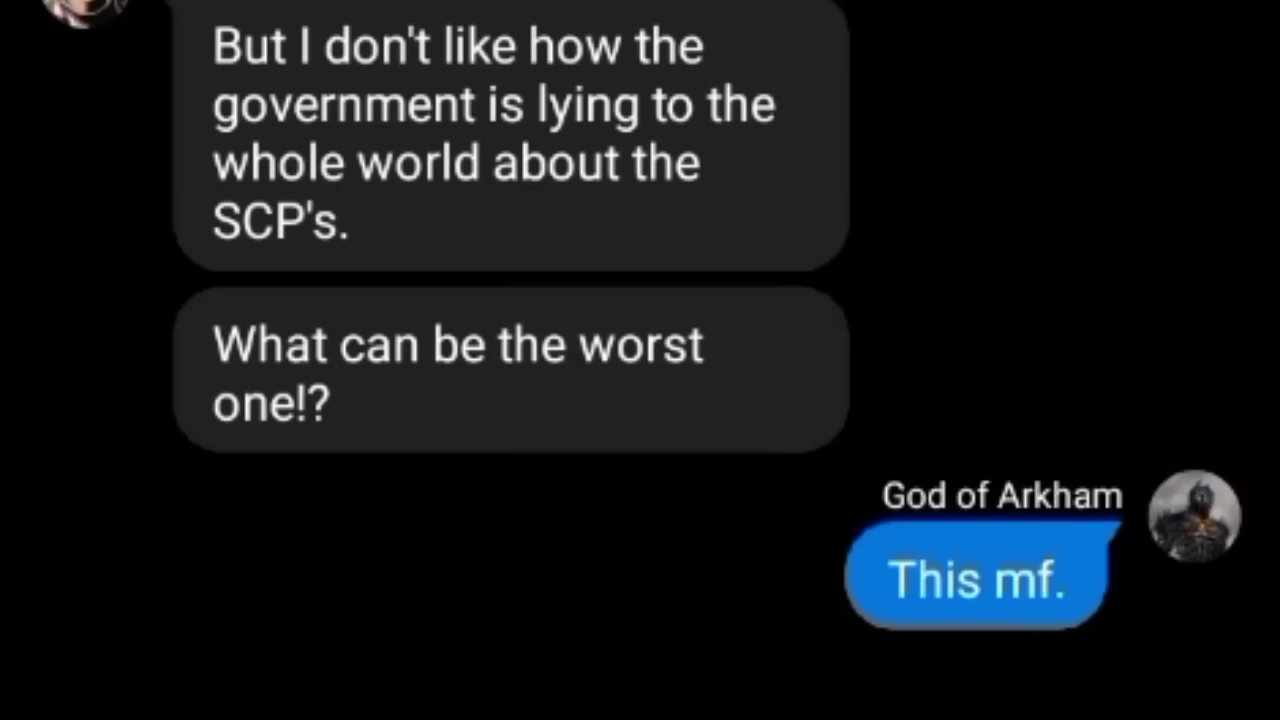 But I don't like how the
government is lying to the
whole world about the
SCP's.
What can be the worst
one!?
God of Arkham
This mf.